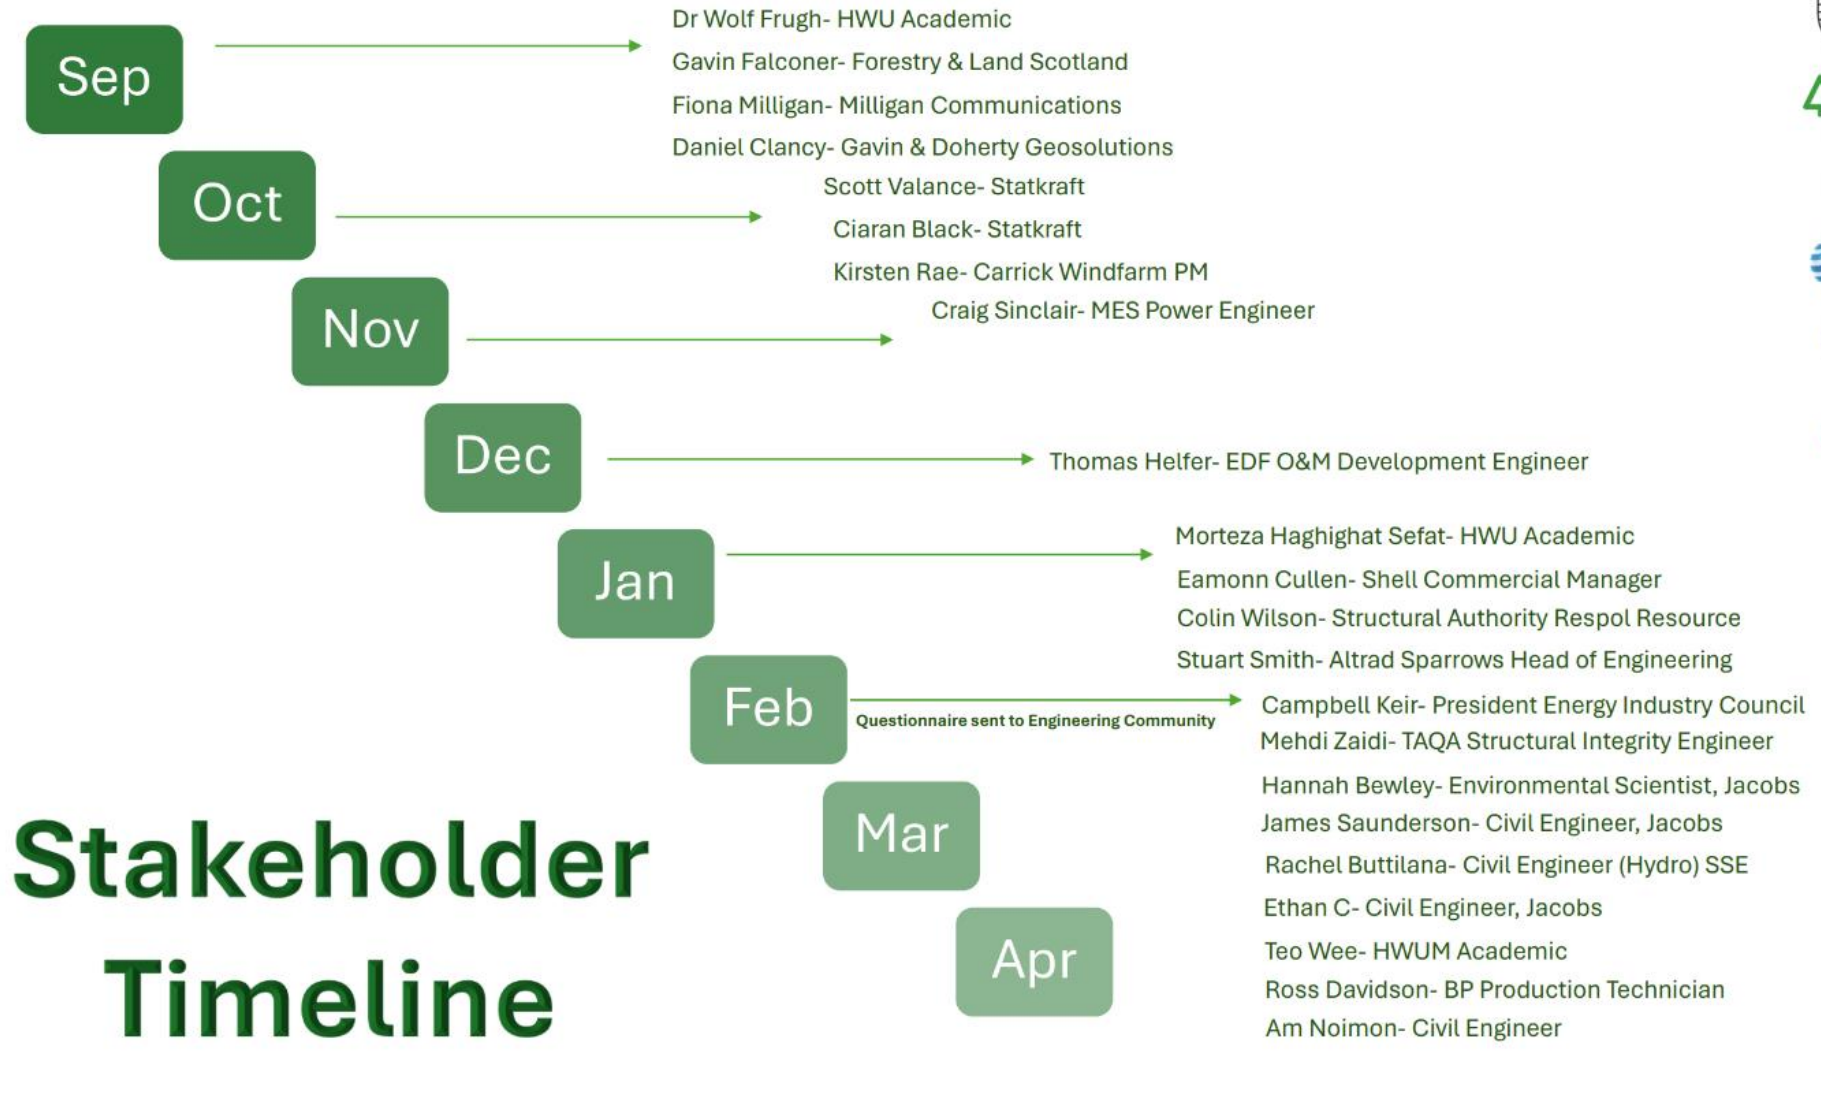 Sep
Dr Wolf Frugh- HWU Academic
Gavin Falconer- Forestry & Land Scotland
Fiona Milligan- Milligan Communications
Daniel Clancy- Gavin & Doherty Geosolutions
Oct
Scott Valance- Statkraft
Ciaran Black- Statkraft
Kirsten Rae- Carrick Windfarm PM
Nov
Craig Sinclair- MES Power Engineer
Dec
Thomas Helfer- EDF O&M Development Engineer
Jan
Morteza Haghighat Sefat- HWU Academic
Eamonn Cullen- Shell Commercial Manager
Colin Wilson- Structural Authority Respol Resource
Stuart Smith- Altrad Sparrows Head of Engineering
Feb
Questionnaire sent to Engineering Community
Campbell Keir- President Energy Industry Council
Mehdi Zaidi- TAQA Structural Integrity Engineer
Hannah Bewley- Environmental Scientist, Jacobs
James Saunderson- Civil Engineer, Jacobs
Rachel Buttilana- Civil Engineer (Hydro) SSE
Ethan C- Civil Engineer, Jacobs
Teo Wee- HWUM Academic
Ross Davidson- BP Production Technician
Am Noimon- Civil Engineer
Mar
Apr
Stakeholder
Timeline